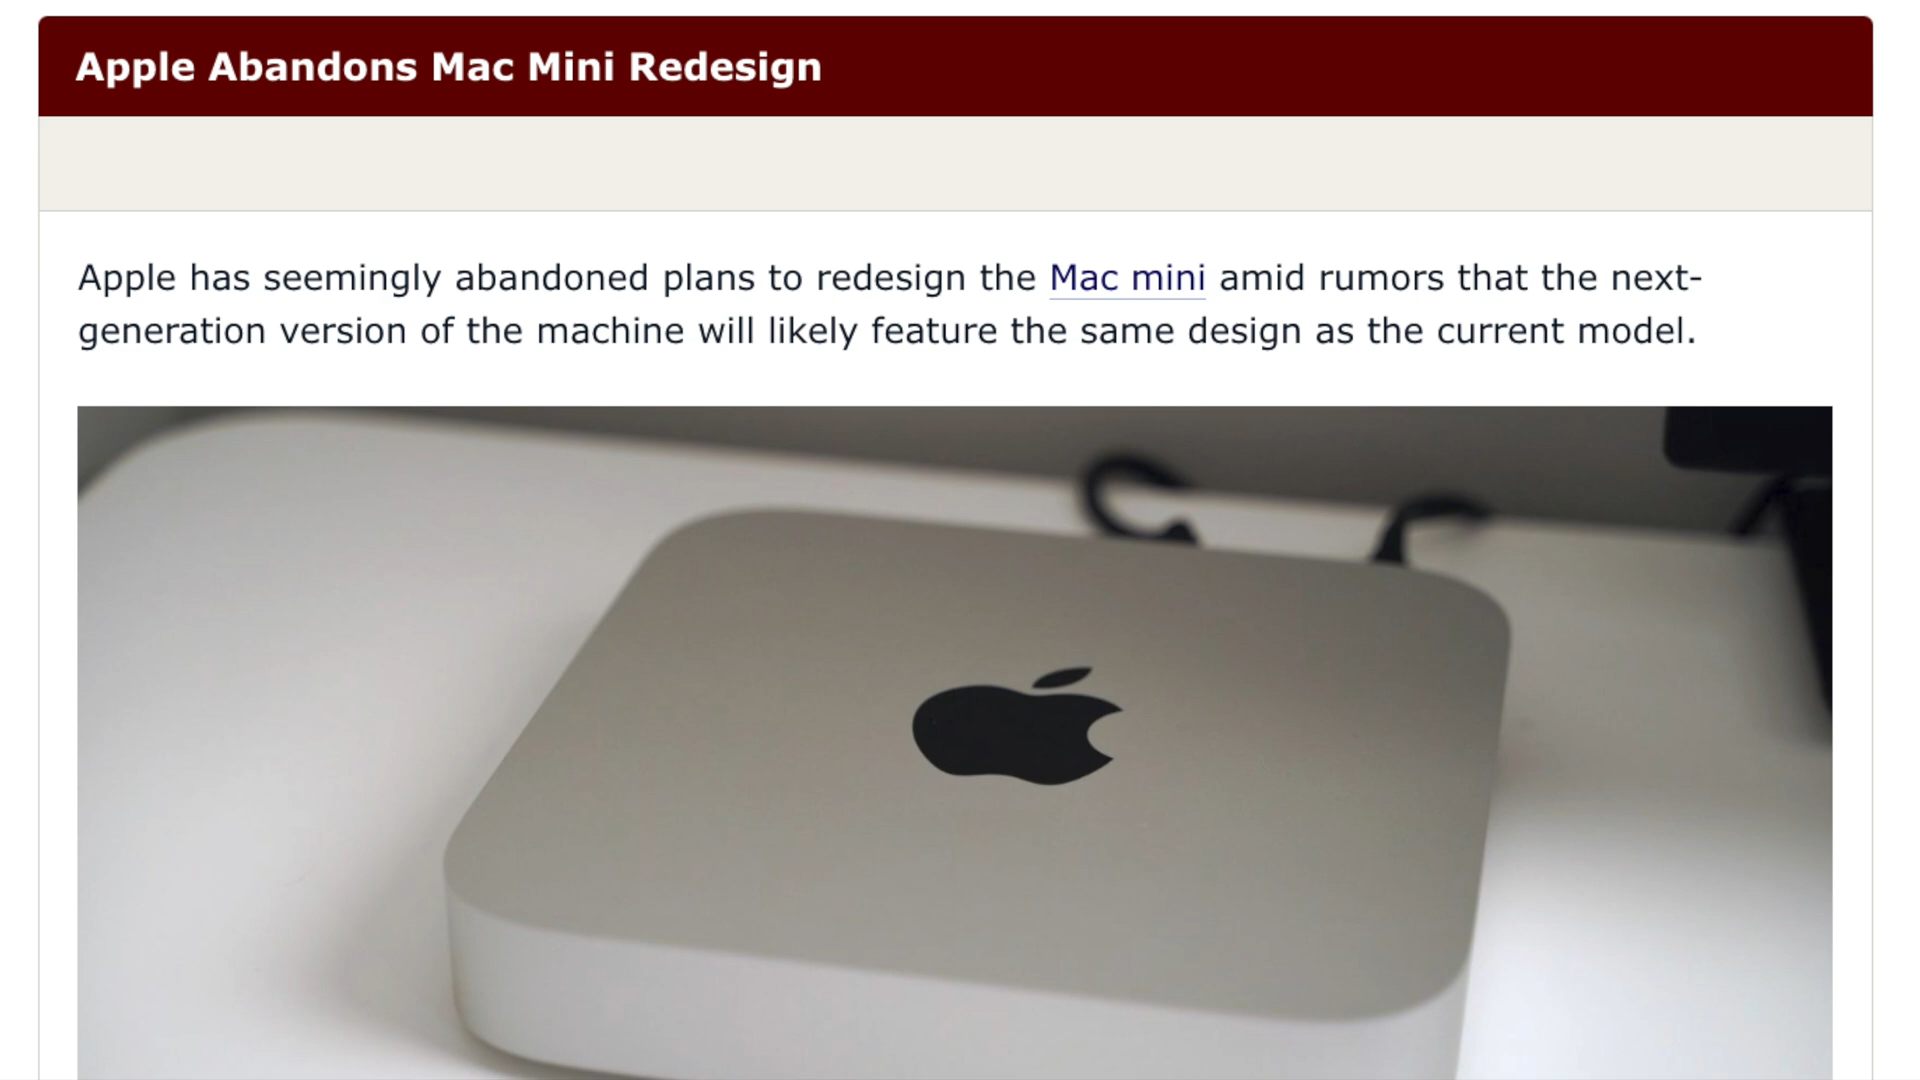 Apple Abandons Mac Mini Redesign
Apple has seemingly abandoned plans to redesign the Mac mini amid rumors that the next-
generation version of the machine will likely feature the same design as the current model.